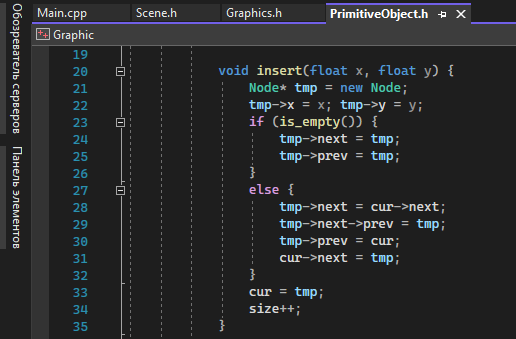 Обозреватель серверов
Панель элементов
Main.cpp Scene.h Graphics.h PrimitiveObject.h
Graphic
19
20 void insert(float x, float y) {
21 Node* tmp = new Node;
22 tmp->x = x; tmp->y = y;
23 if (is_empty()) {
24 tmp->next = tmp;
25 tmp->prev = tmp;
26 }
27 else {
28 tmp->next = cur->next;
29 tmp->next->prev = tmp;
30 tmp->prev = cur;
31 cur->next = tmp;
32 }
33 cur = tmp;
34 size++;
35 }